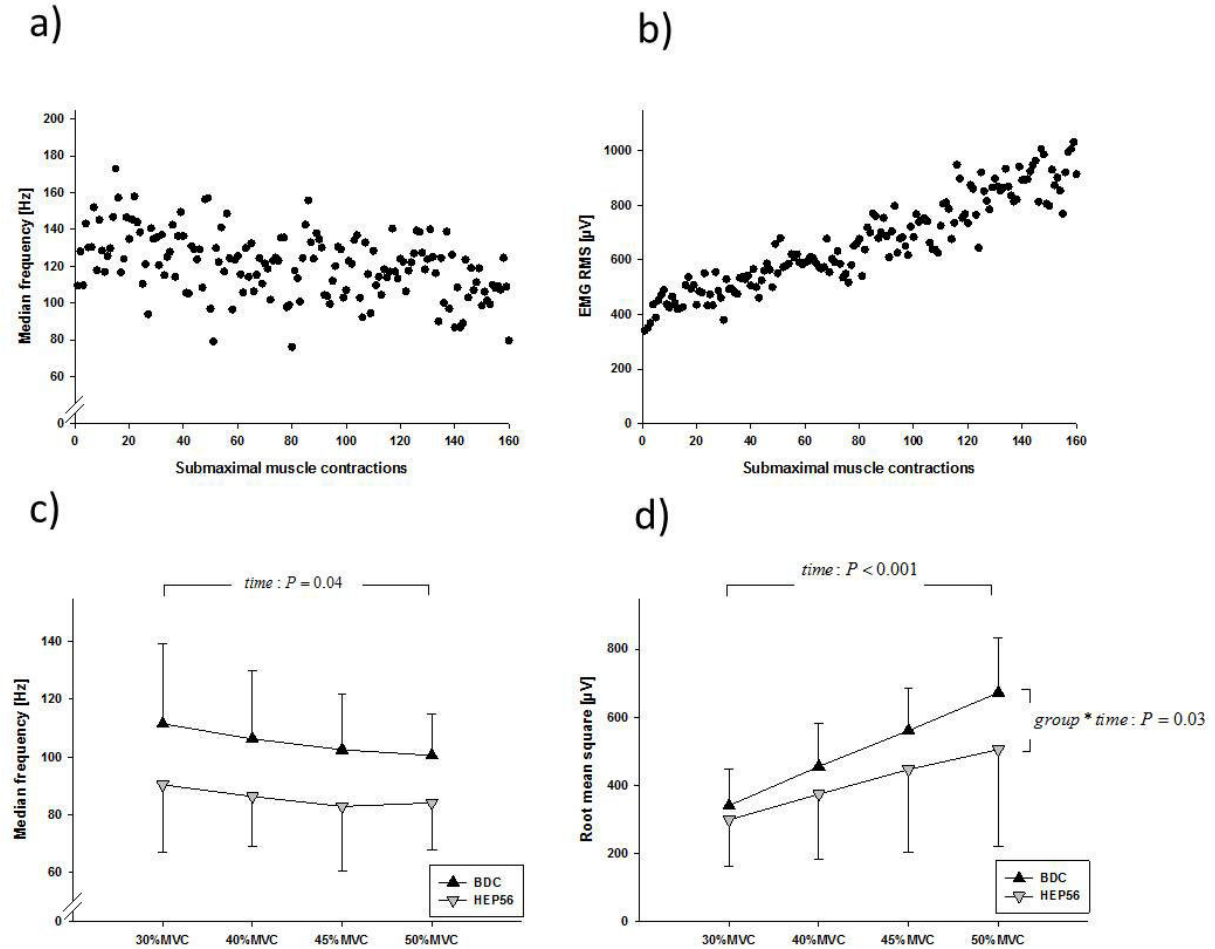 a)
Median frequency [Hz]
200
180
160
140
120
100
80
60
0
0 20 40 60 80 100 120 140 160
Submaximal muscle contractions
b)
EMG RMS [µV]
1000
800
600
400
200
0
0 20 40 60 80 100 120 140 160
Submaximal muscle contractions
c)
time : P = 0.04
Median frequency [Hz]
140
120
100
80
60
0
BDC
HEP56
30%MVC 40%MVC 45%MVC 50%MVC
d)
time : P < 0.001
Root mean square [µV]
800
600
400
200
0
group * time : P = 0.03
BDC
HEP56
30%MVC 40%MVC 45%MVC 50%MVC